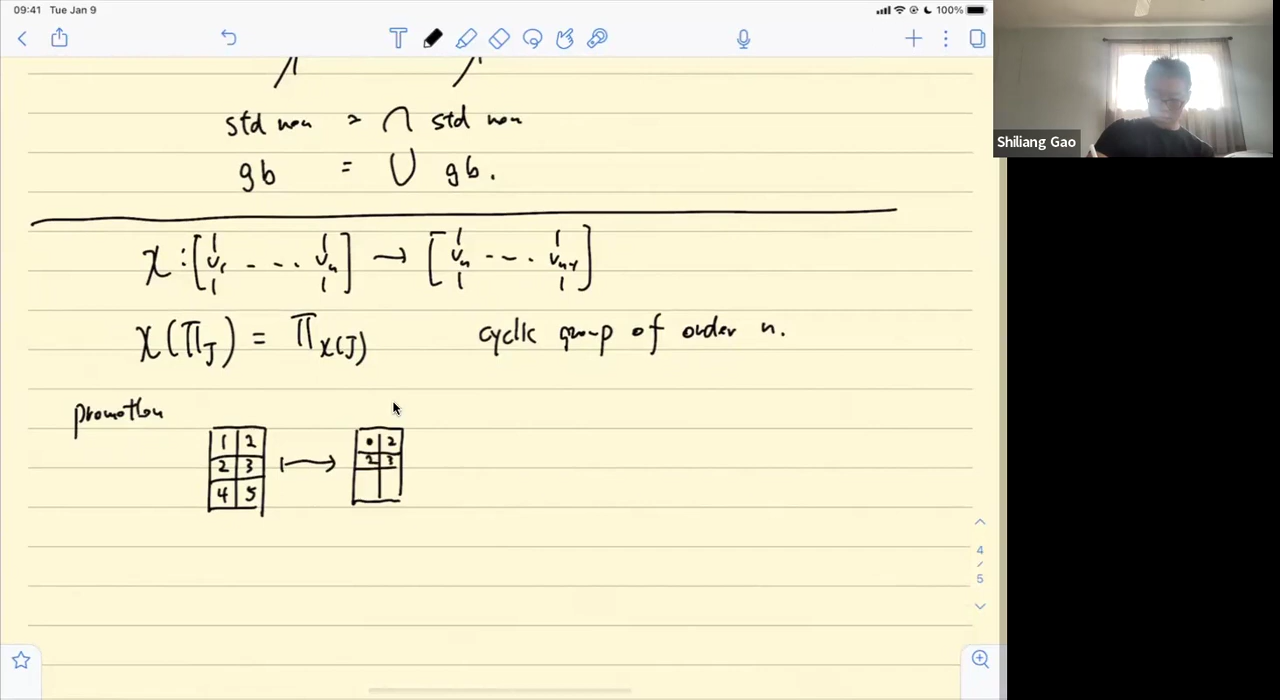 09:41 Tue Jan 9
100%
Shiliang Gao
std mon = ∩ std mon
gb = ∪ gb.
χ : [v₁ - - - vₙ] → [vₙ - - - vₙ₋₁]
χ(Π_J) = Π_χ(J) cyclic group of order n.
promotion
1 2 • 2
2 3 ↦ 2 3
4 5
4
/
5